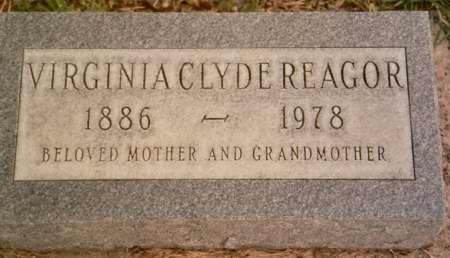 VIRGINIA CLYDE REAGOR
1886 - 1978
BELOVED MOTHER AND GRANDMOTHER